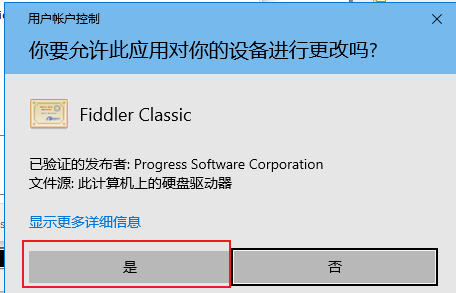 用户帐户控制
你要允许此应用对你的设备进行更改吗?
Fiddler Classic
已验证的发布者: Progress Software Corporation
文件源: 此计算机上的硬盘驱动器
显示更多详细信息
是
否